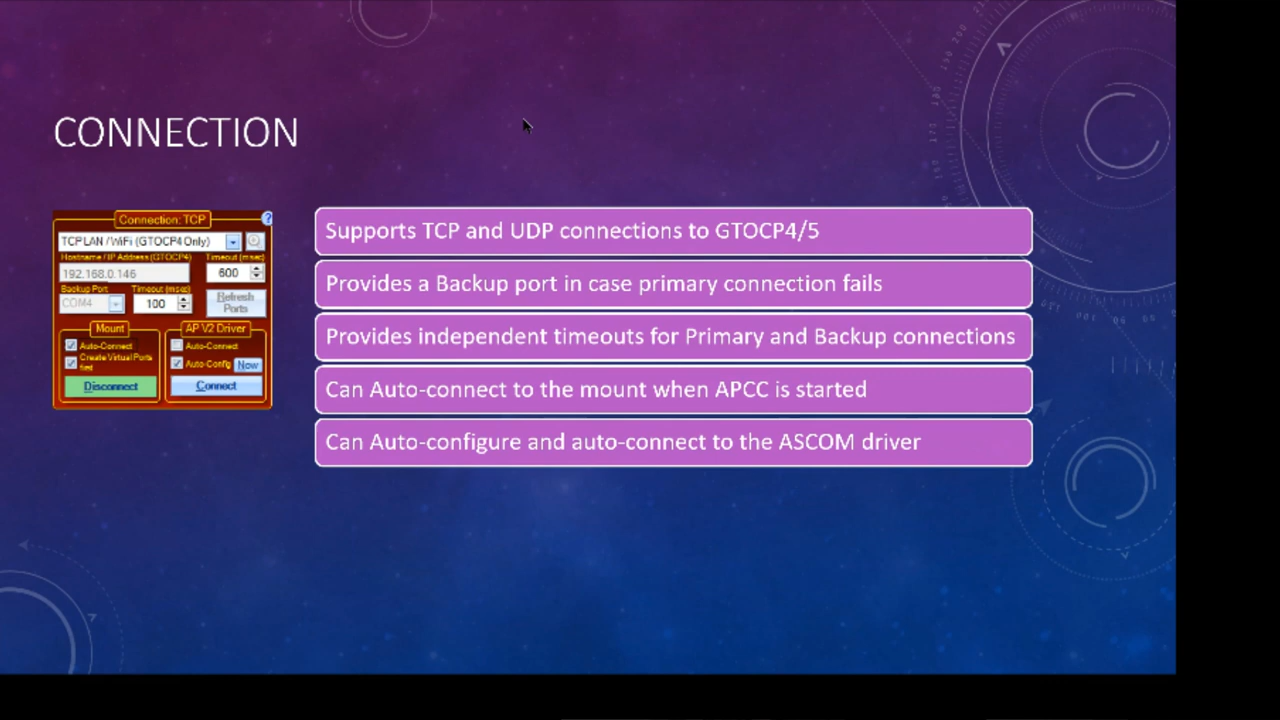 CONNECTION
Connection: TCP
?
TCP LAN / WiFi (GTOCP4 Only)
Hostname / IP Address (GTOCP4) Timeout (msec)
192.168.0.146 600
Backup Port Timeout (msec)
COM4 100 Refresh
Ports
Mount AP V2 Driver
Auto-Connect Auto-Connect
Create Virtual Ports
first Auto-Config Now
Disconnect Connect
Supports TCP and UDP connections to GTOCP4/5
Provides a Backup port in case primary connection fails
Provides independent timeouts for Primary and Backup connections
Can Auto-connect to the mount when APCC is started
Can Auto-configure and auto-connect to the ASCOM driver